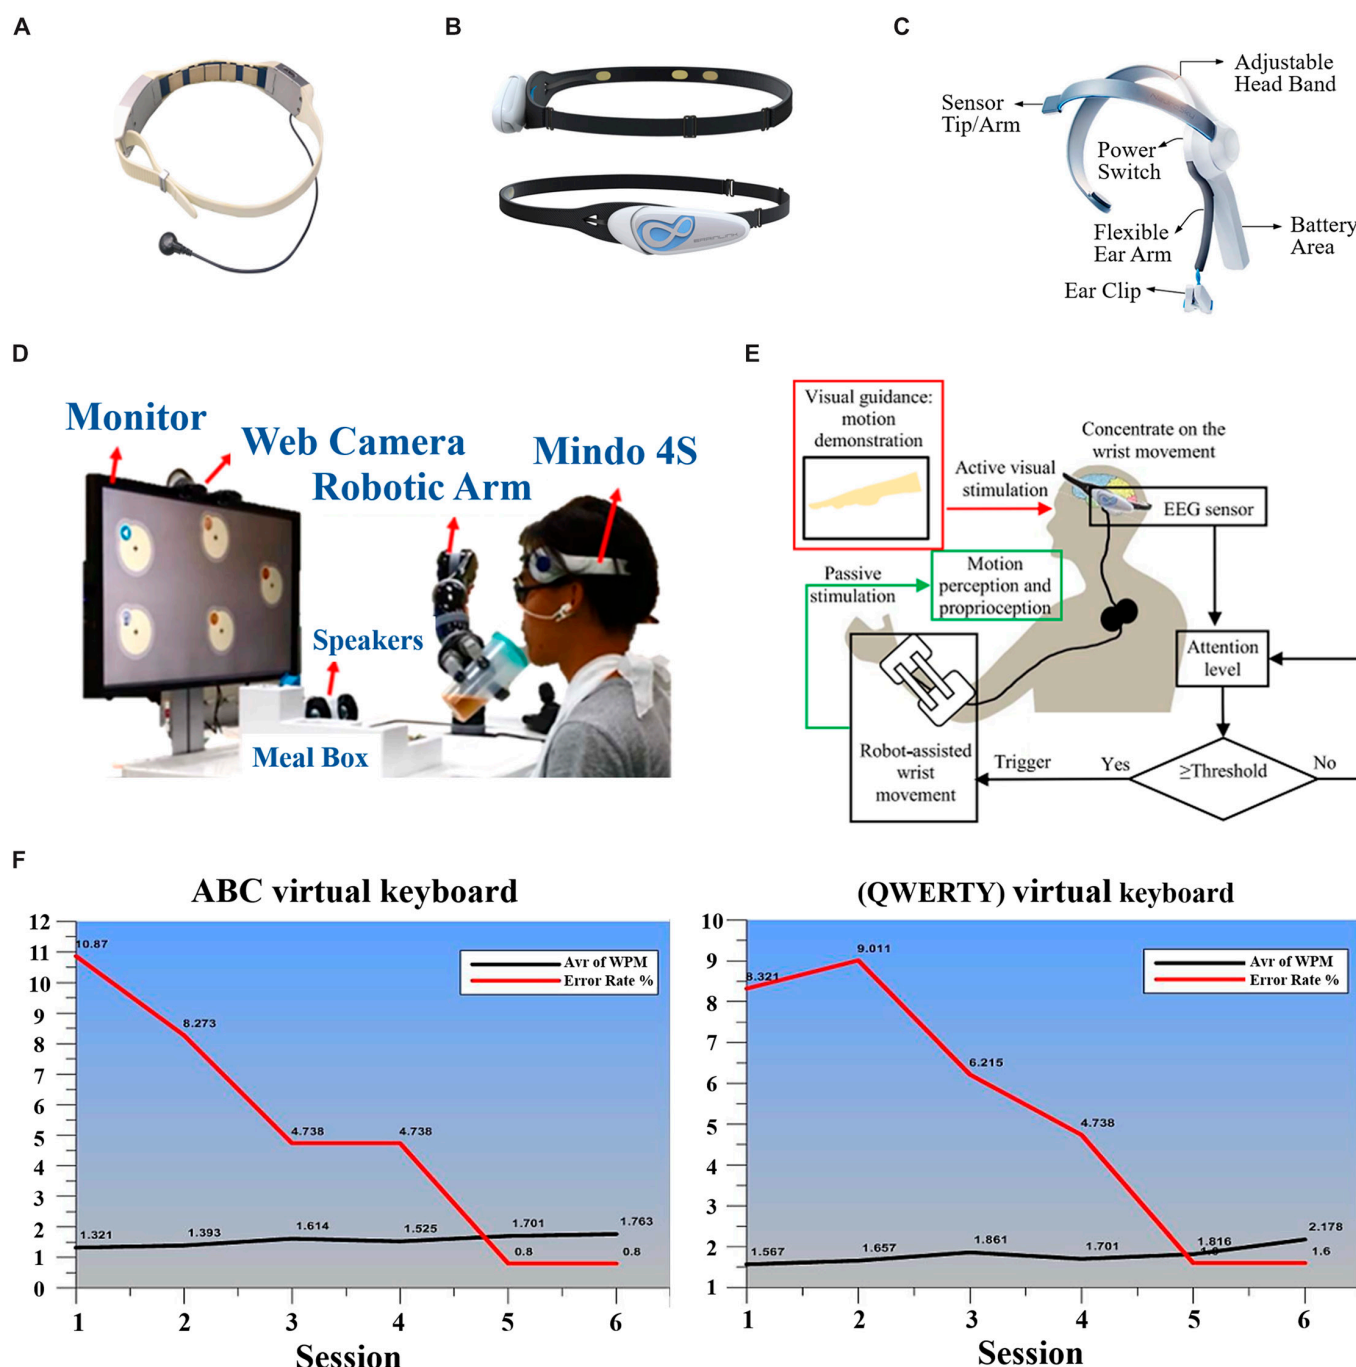 A
B
C
Sensor
Tip/Arm
Adjustable
Head Band
Power
Switch
Flexible
Ear Arm
Battery
Area
Ear Clip
D
Monitor
Web Camera
Robotic Arm
Mindo 4S
Speakers
Meal Box
E
Visual guidance:
motion
demonstration
Active visual
stimulation
Concentrate on the
wrist movement
EEG sensor
Passive
stimulation
Motion
perception and
proprioception
Attention
level
Robot-assisted
wrist
movement
Trigger
Yes
≥Threshold
No
F
ABC virtual keyboard
12
11
10
9
8
7
6
5
4
3
2
1
0
10.87
8.273
4.738
4.738
0.8
0.8
1.321
1.393
1.614
1.525
1.701
1.763
Avr of WPM
Error Rate %
1 2 3 4 5 6
Session
(QWERTY) virtual keyboard
10
9
8
7
6
5
4
3
2
1
8.321
9.011
6.215
4.738
1.6
1.567
1.657
1.861
1.701
1.816
2.178
Avr of WPM
Error Rate %
1 2 3 4 5 6
Session